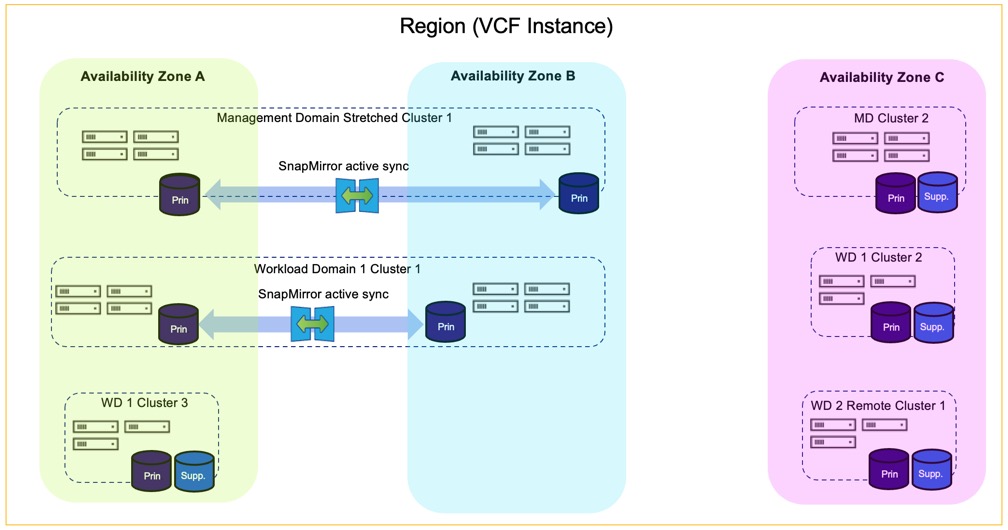 Region (VCF Instance)
Availability Zone A
Availability Zone B
Availability Zone C
Management Domain Stretched Cluster 1
SnapMirror active sync
Prin
Prin
MD Cluster 2
Prin
Supp.
Workload Domain 1 Cluster 1
SnapMirror active sync
Prin
Prin
WD 1 Cluster 2
Prin
Supp.
WD 1 Cluster 3
Prin
Supp.
WD 2 Remote Cluster 1
Prin
Supp.